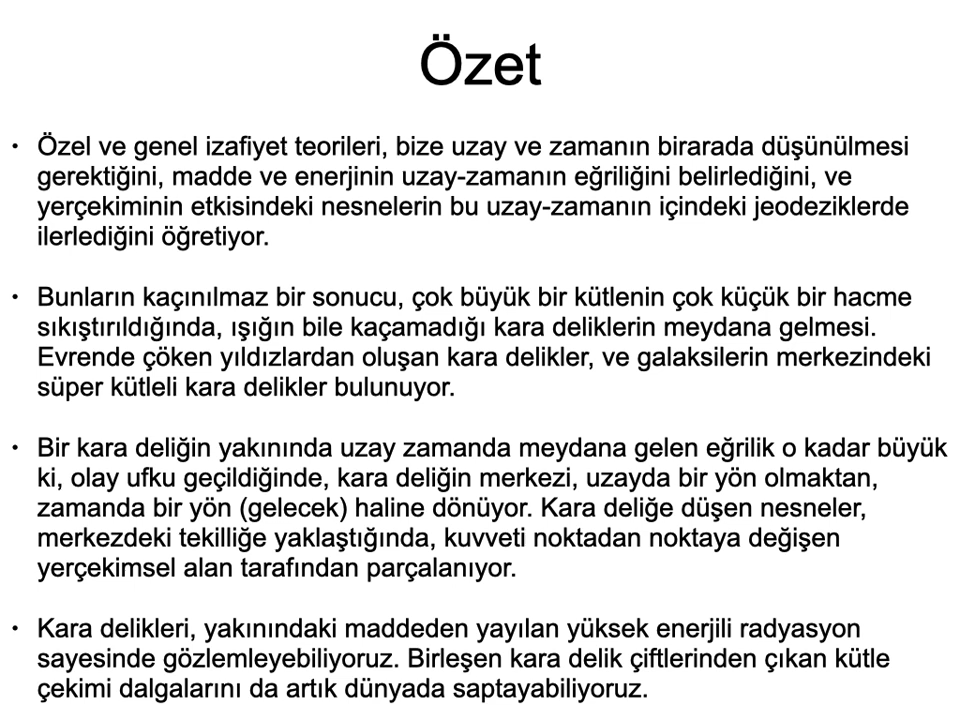 Özet
• Özel ve genel izafiyet teorileri, bize uzay ve zamanın birarada düşünülmesi
gerektiğini, madde ve enerjinin uzay-zamanın eğriliğini belirlediğini, ve
yerçekiminin etkisindeki nesnelerin bu uzay-zamanın içindeki jeodeziklerde
ilerlediğini öğretiyor.
• Bunların kaçınılmaz bir sonucu, çok büyük bir kütlenin çok küçük bir hacme
sıkıştırıldığında, ışığın bile kaçamadığı kara deliklerin meydana gelmesi.
Evrende çöken yıldızlardan oluşan kara delikler, ve galaksilerin merkezindeki
süper kütleli kara delikler bulunuyor.
• Bir kara deliğin yakınında uzay zamanda meydana gelen eğrilik o kadar büyük
ki, olay ufku geçildiğinde, kara deliğin merkezi, uzayda bir yön olmaktan,
zamanda bir yön (gelecek) haline dönüyor. Kara deliğe düşen nesneler,
merkezdeki tekilliğe yaklaştığında, kuvveti noktadan noktaya değişen
yerçekimsel alan tarafından parçalanıyor.
• Kara delikleri, yakınındaki maddeden yayılan yüksek enerjili radyasyon
sayesinde gözlemleyebiliyoruz. Birleşen kara delik çiftlerinden çıkan kütle
çekimi dalgalarını da artık dünyada saptayabiliyoruz.